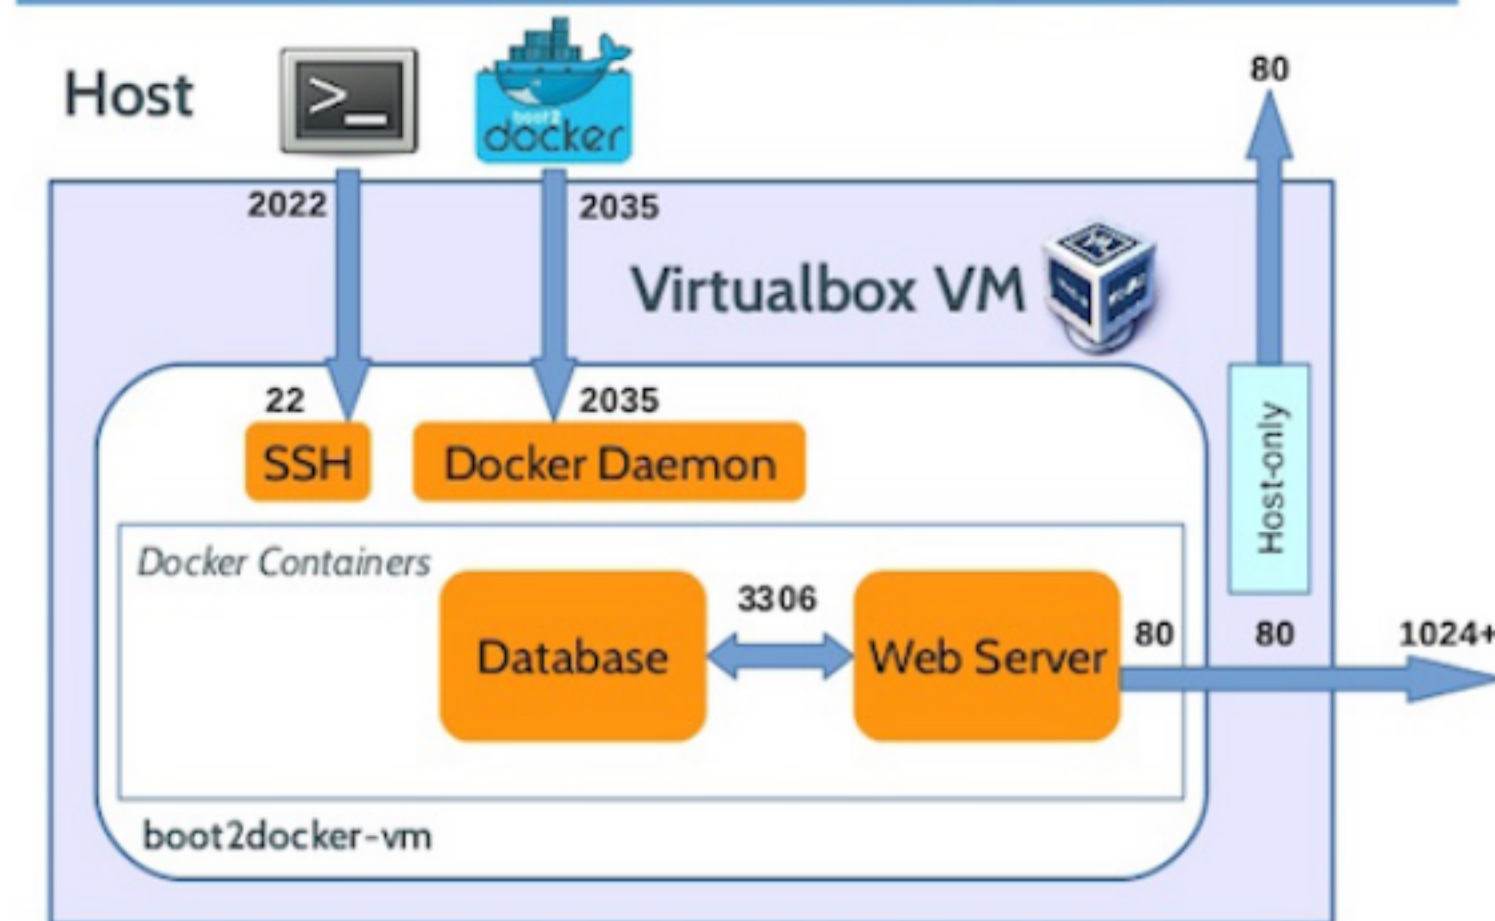 Host
>_
boot2
docker
80
2022
2035
Virtualbox VM
22
2035
SSH
Docker Daemon
Host-only
Docker Containers
Database
3306
Web Server
80
80
1024+
boot2docker-vm